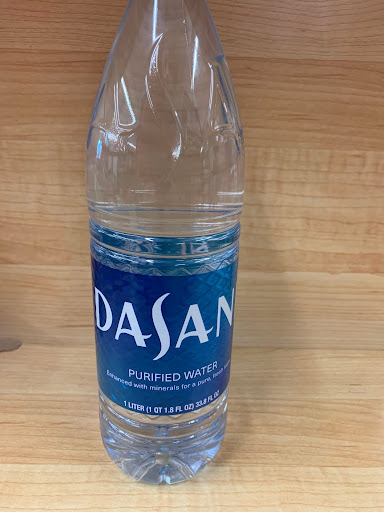 DASAN
PURIFIED WATER
Enhanced with minerals for a pure,
1 LITER (1 QT 1.8 FL OZ) 33.8 FL OZ